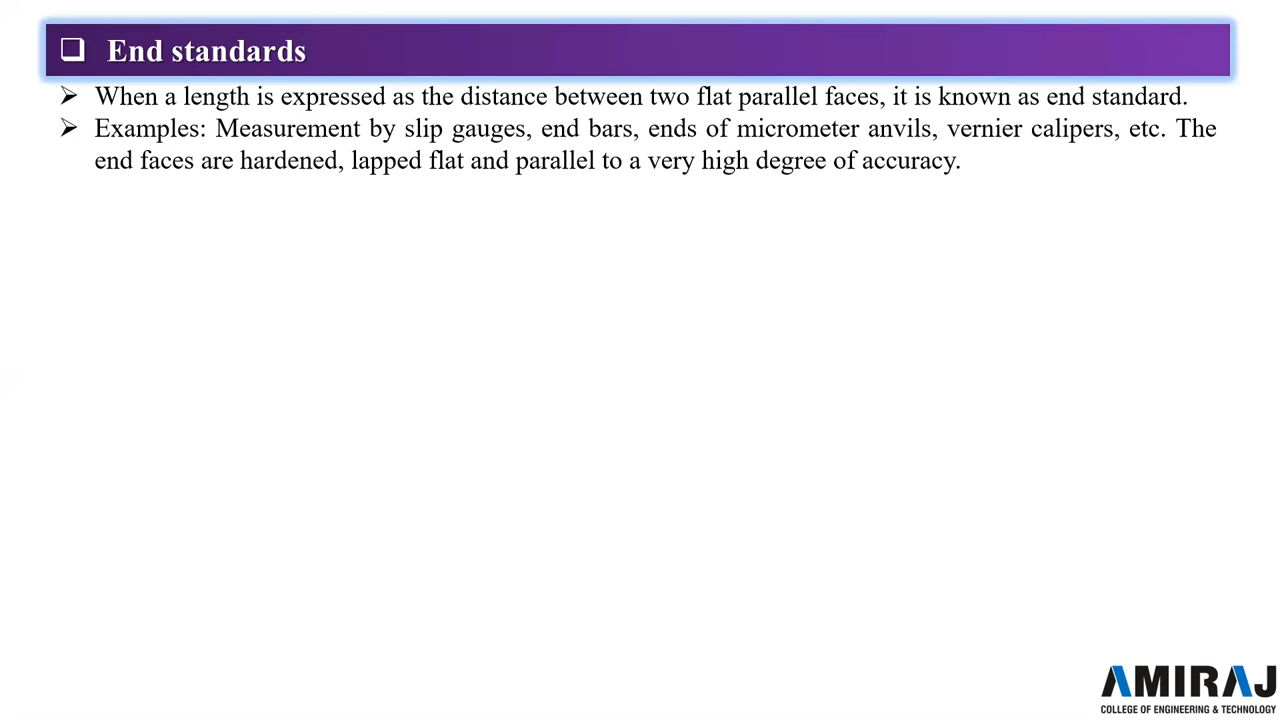 ❑ End standards
➢ When a length is expressed as the distance between two flat parallel faces, it is known as end standard.
➢ Examples: Measurement by slip gauges, end bars, ends of micrometer anvils, vernier calipers, etc. The
end faces are hardened, lapped flat and parallel to a very high degree of accuracy.
AMIRAJ
COLLEGE OF ENGINEERING & TECHNOLOGY